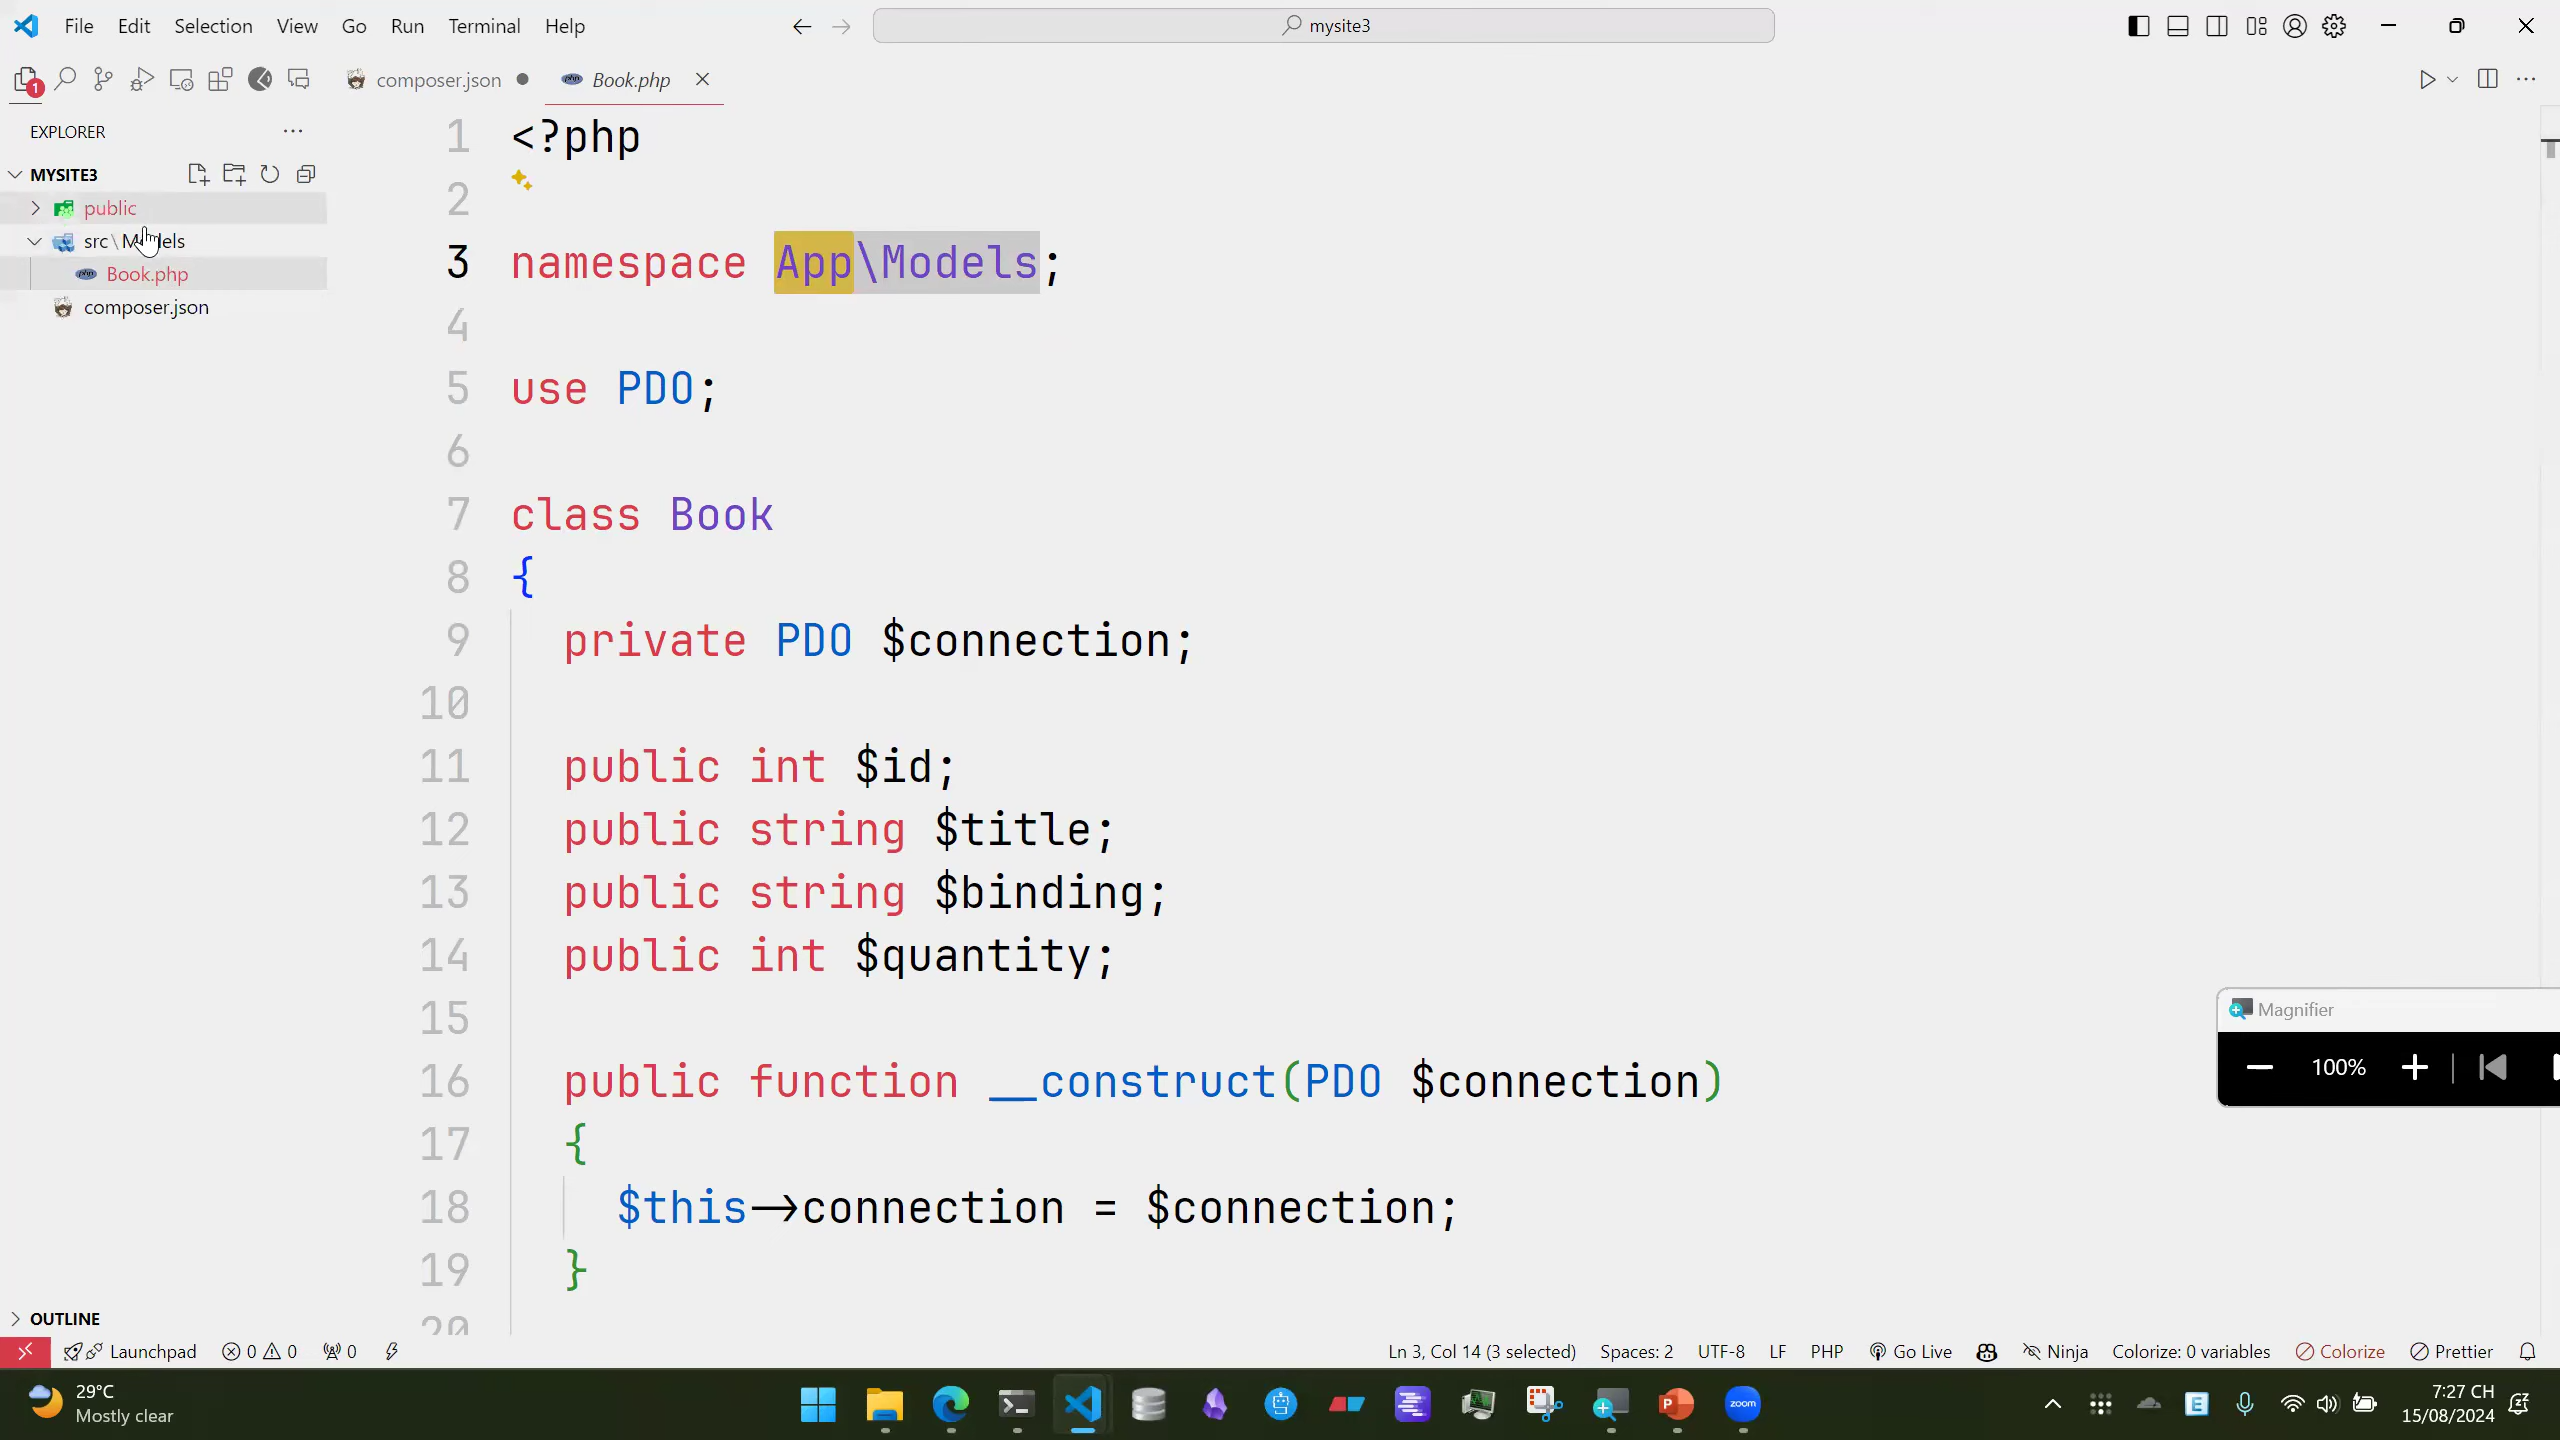 File Edit Selection View Go Run Terminal Help
mysite3
1
composer.json
Book.php
EXPLORER
MYSITE3
public
src\Models
Book.php
composer.json
OUTLINE
1 <?php
2
3 namespace App\Models;
4
5 use PDO;
6
7 class Book
8 {
9 private PDO $connection;
10
11 public int $id;
12 public string $title;
13 public string $binding;
14 public int $quantity;
15
16 public function __construct(PDO $connection)
17 {
18 $this->connection = $connection;
19 }
20
Magnifier
100%
Launchpad 0 0 0
Ln 3, Col 14 (3 selected) Spaces: 2 UTF-8 LF PHP Go Live Ninja Colorize: 0 variables Colorize Prettier
29°C
Mostly clear
zoom
7:27 CH
15/08/2024